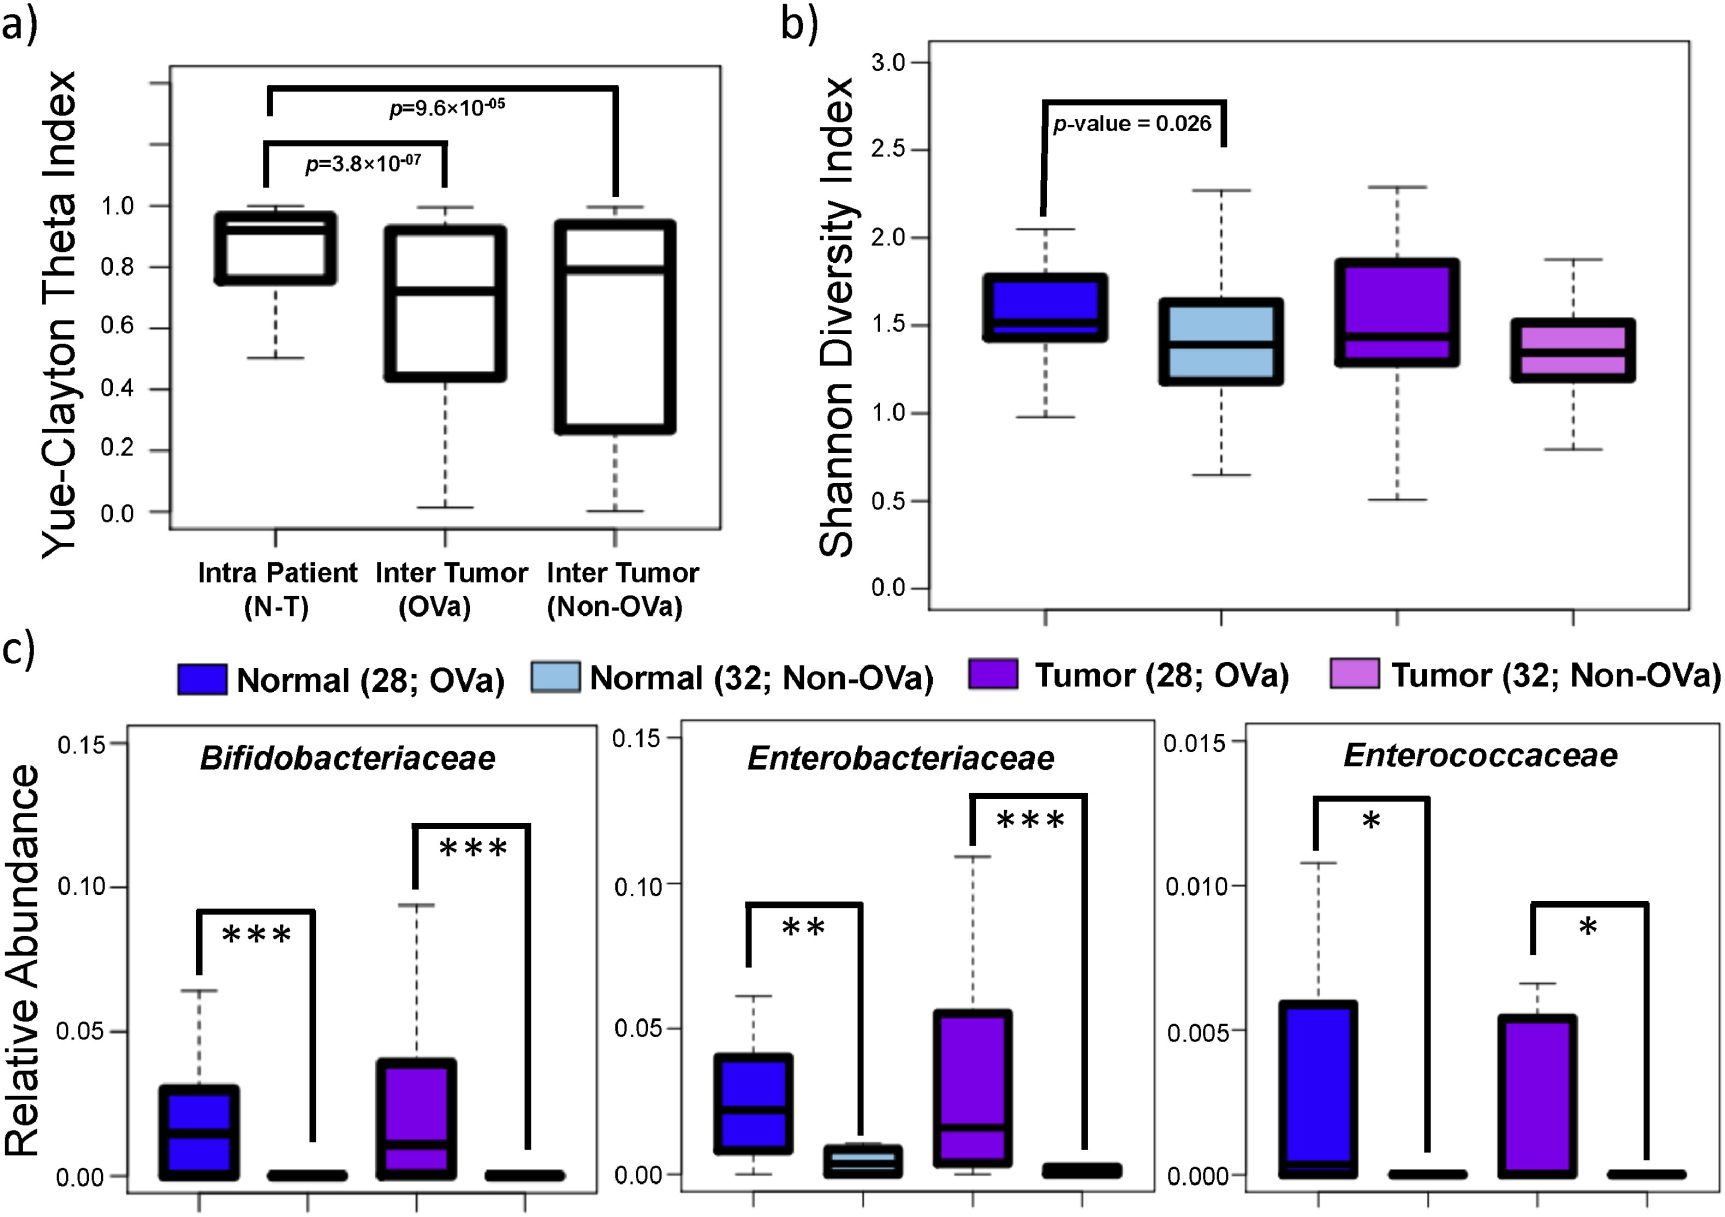 a)
Yue-Clayton Theta Index
p=9.6×10⁻⁰⁵
p=3.8×10⁻⁰⁷
1.0
0.8
0.6
0.4
0.2
0.0
Intra Patient
(N-T)
Inter Tumor
(OVa)
Inter Tumor
(Non-OVa)
b)
Shannon Diversity Index
3.0
2.5
2.0
1.5
1.0
0.5
0.0
p-value = 0.026
c)
Normal (28; OVa)
Normal (32; Non-OVa)
Tumor (28; OVa)
Tumor (32; Non-OVa)
Relative Abundance
Bifidobacteriaceae
0.15
0.10
0.05
0.00
***
***
Enterobacteriaceae
0.15
0.10
0.05
0.00
**
***
Enterococcaceae
0.015
0.010
0.005
0.000
*
*